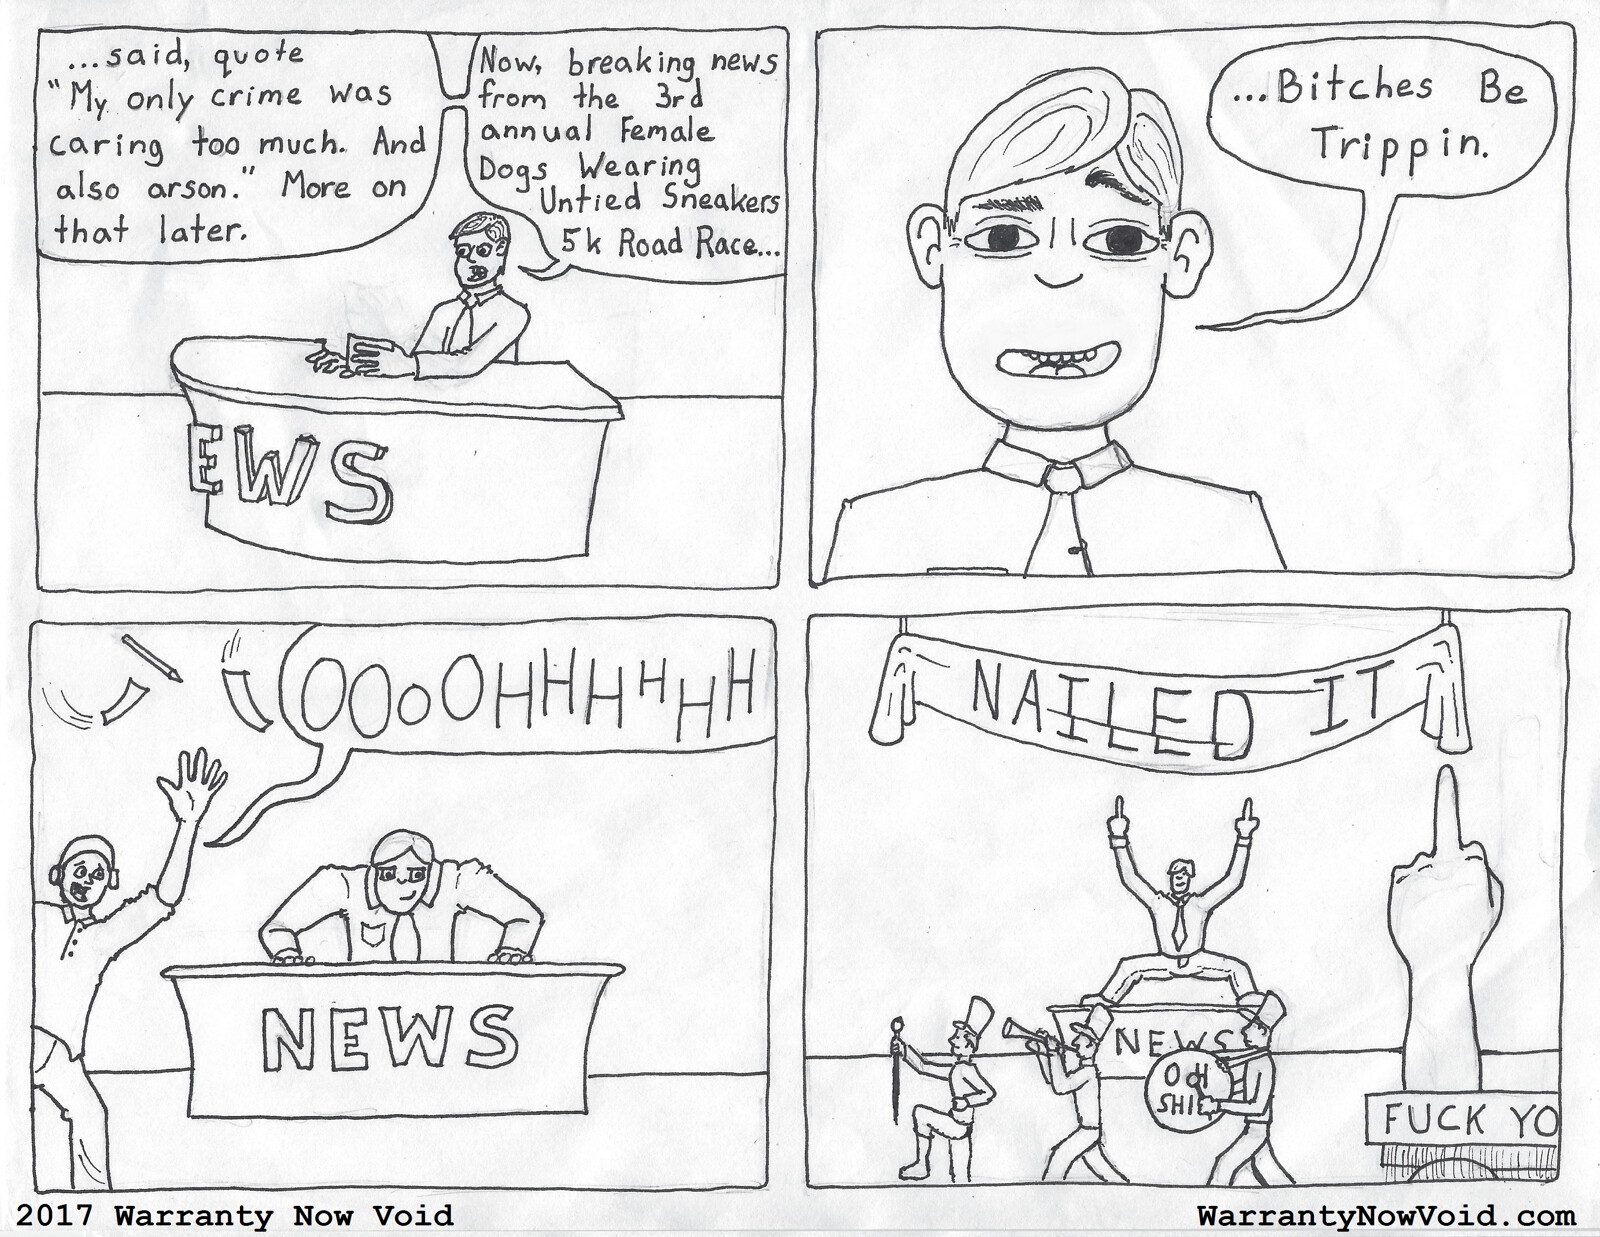 ...said, quote
"My only crime was
caring too much. And
also arson." More on
that later.
Now, breaking news
from the 3rd
annual Female
Dogs Wearing
Untied Sneakers
5k Road Race...
EWS
...Bitches Be
Trippin.
OOOOHHHHHH
NEWS
NAILED IT
NEWS
OH
SHI
FUCK YO
2017 Warranty Now Void
WarrantyNowVoid.com